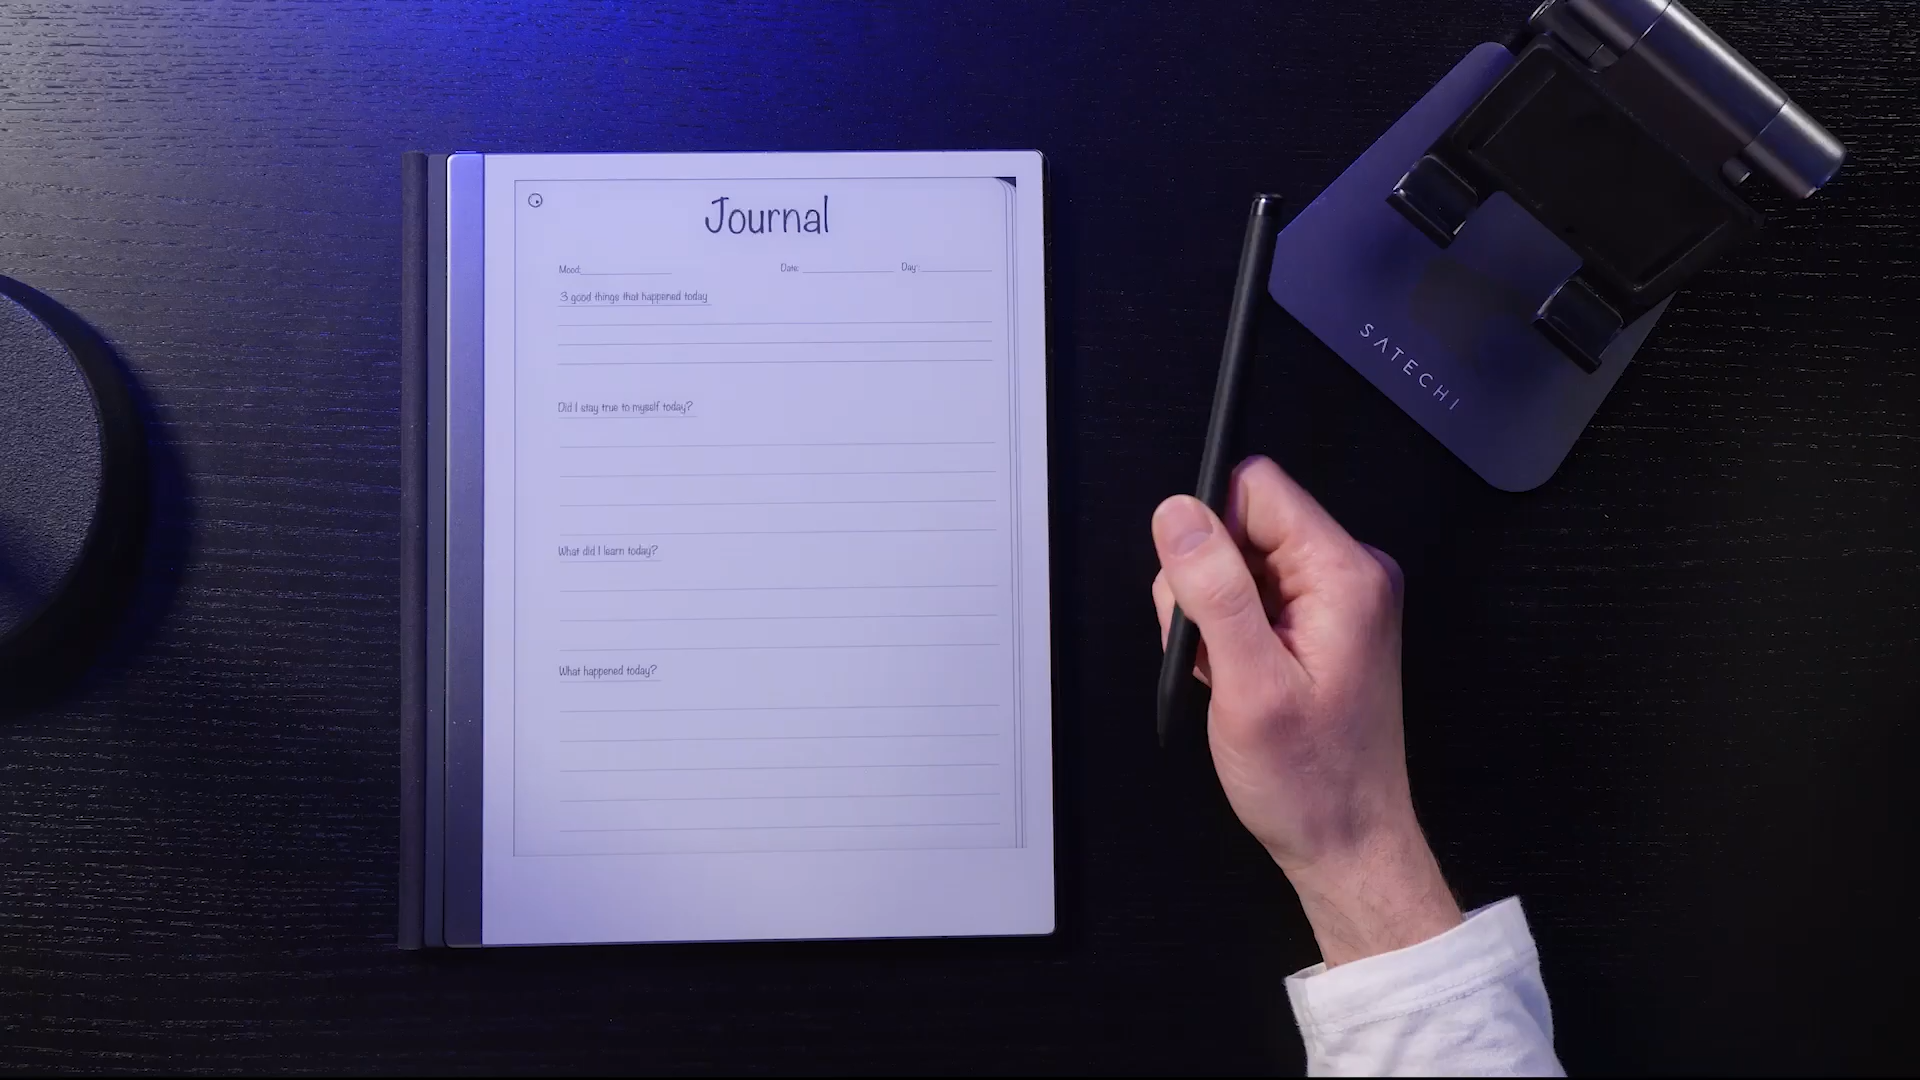 Journal
Mood:
Date:
Day:
3 good things that happened today
Did I stay true to myself today?
What did I learn today?
What happened today?
SATECHI